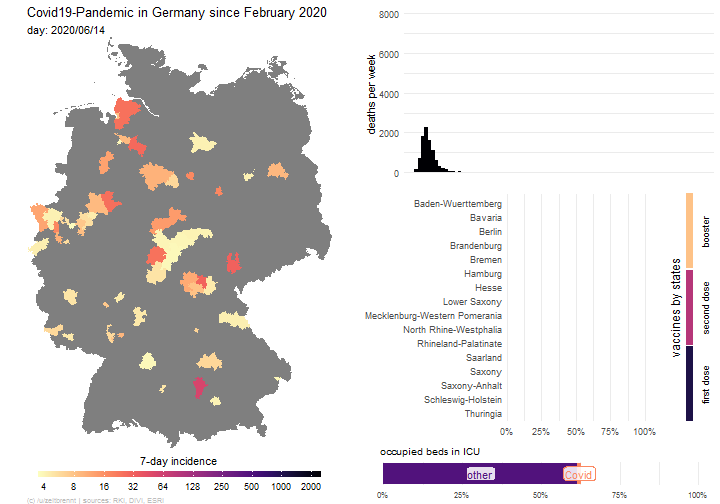 Covid19-Pandemic in Germany since February 2020
day: 2020/06/14
7-day incidence
4 8 16 32 64 125 250 500 1000 2000
(c) /u/zeitbrennt | sources: RKI, DIVI, ESRI
deaths per week
8000
6000
4000
2000
0
Baden-Wuerttemberg
Bavaria
Berlin
Brandenburg
Bremen
Hamburg
Hesse
Lower Saxony
Mecklenburg-Western Pomerania
North Rhine-Westphalia
Rhineland-Palatinate
Saarland
Saxony
Saxony-Anhalt
Schleswig-Holstein
Thuringia
0% 25% 50% 75% 100%
vaccines by states
booster
second dose
first dose
occupied beds in ICU
other Covid
0% 25% 50% 75% 100%